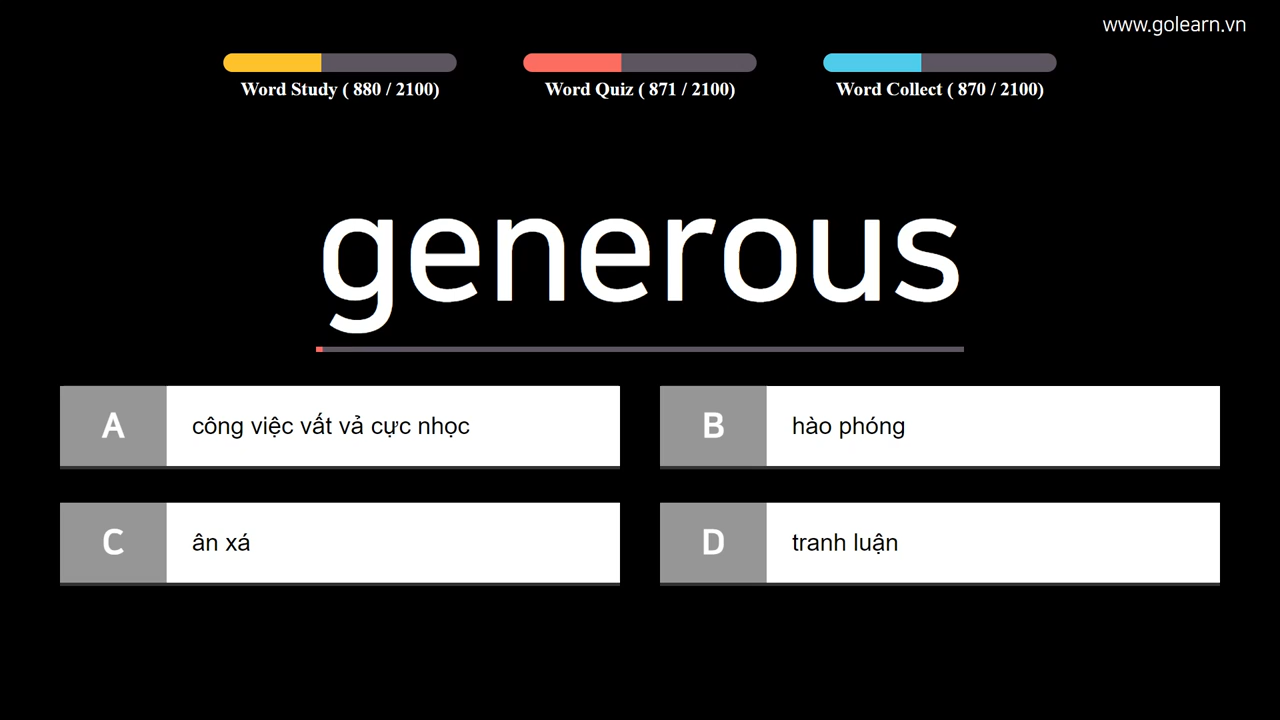 www.golearn.vn
Word Study ( 880 / 2100)
Word Quiz ( 871 / 2100)
Word Collect ( 870 / 2100)
generous
A công việc vất vả cực nhọc
B hào phóng
C ân xá
D tranh luận